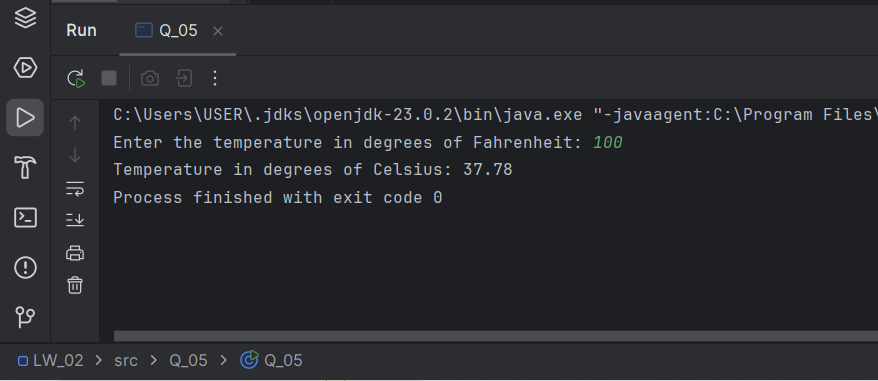 Run Q_05
C:\Users\USER\.jdks\openjdk-23.0.2\bin\java.exe "-javaagent:C:\Program Files\
Enter the temperature in degrees of Fahrenheit: 100
Temperature in degrees of Celsius: 37.78
Process finished with exit code 0
LW_02 > src > Q_05 > Q_05